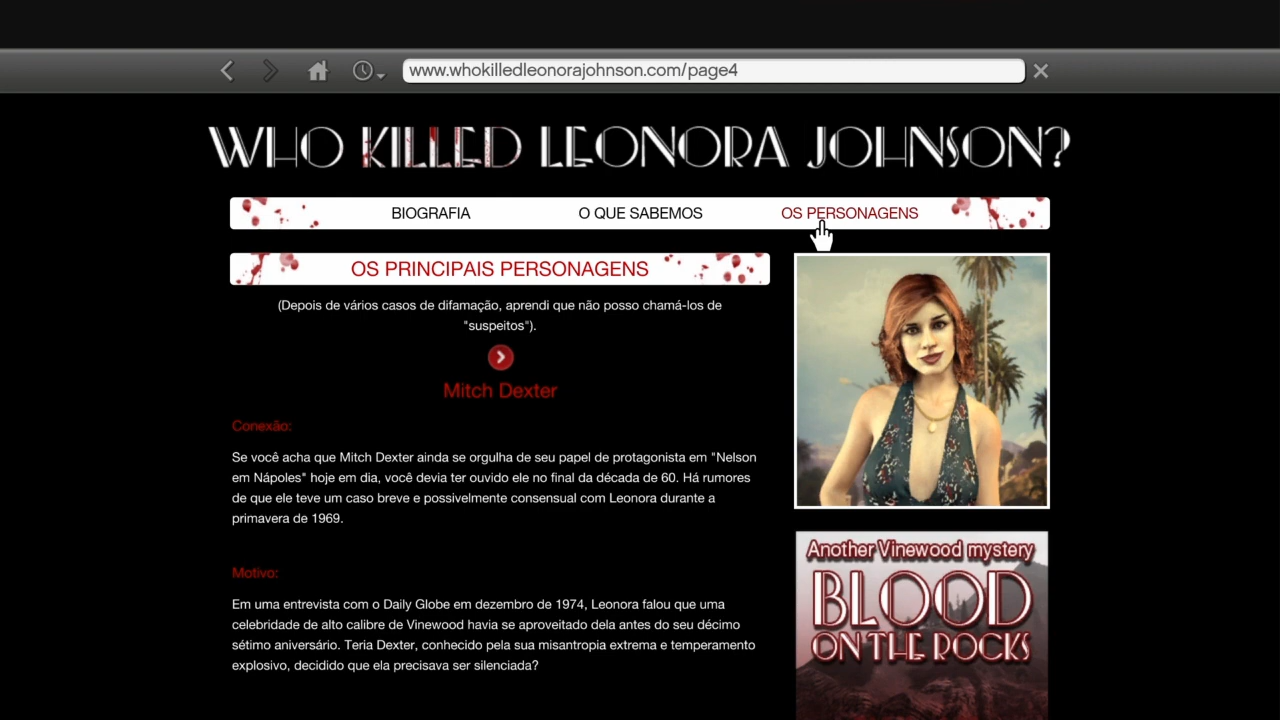 www.whokilledleonorajohnson.com/page4
WHO KILLED LEONORA JOHNSON?
BIOGRAFIA
O QUE SABEMOS
OS PERSONAGENS
OS PRINCIPAIS PERSONAGENS
(Depois de vários casos de difamação, aprendi que não posso chamá-los de
"suspeitos").
Mitch Dexter
Conexão:
Se você acha que Mitch Dexter ainda se orgulha de seu papel de protagonista em "Nelson
em Nápoles" hoje em dia, você devia ter ouvido ele no final da década de 60. Há rumores
de que ele teve um caso breve e possivelmente consensual com Leonora durante a
primavera de 1969.
Motivo:
Em uma entrevista com o Daily Globe em dezembro de 1974, Leonora falou que uma
celebridade de alto calibre de Vinewood havia se aproveitado dela antes do seu décimo
sétimo aniversário. Teria Dexter, conhecido pela sua misantropia extrema e temperamento
explosivo, decidido que ela precisava ser silenciada?
Another Vinewood mystery
BLOOD
ON THE ROCKS